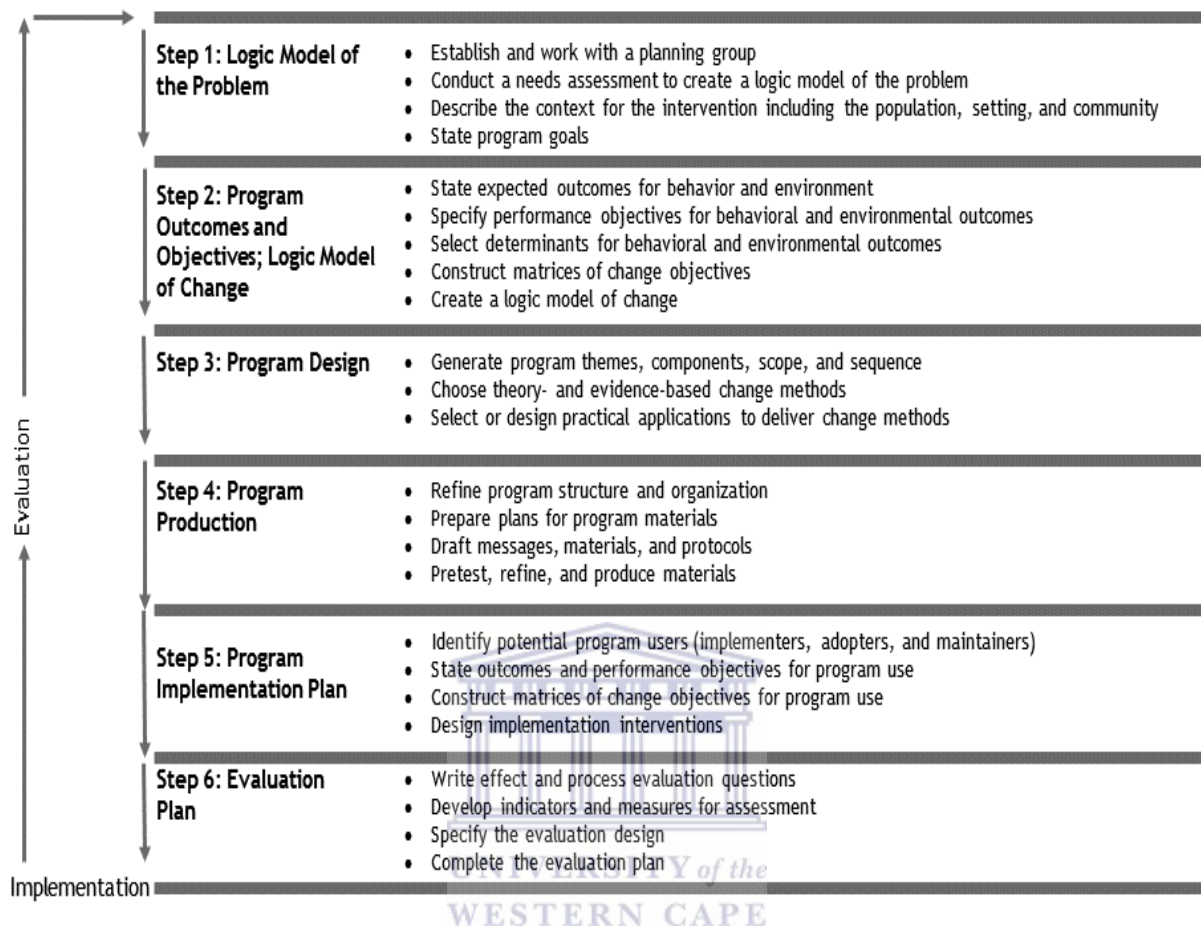 Step 1: Logic Model of
the Problem
• Establish and work with a planning group
• Conduct a needs assessment to create a logic model of the problem
• Describe the context for the intervention including the population, setting, and community
• State program goals
Step 2: Program
Outcomes and
Objectives; Logic Model
of Change
• State expected outcomes for behavior and environment
• Specify performance objectives for behavioral and environmental outcomes
• Select determinants for behavioral and environmental outcomes
• Construct matrices of change objectives
• Create a logic model of change
Step 3: Program Design
• Generate program themes, components, scope, and sequence
• Choose theory- and evidence-based change methods
• Select or design practical applications to deliver change methods
Evaluation
Step 4: Program
Production
• Refine program structure and organization
• Prepare plans for program materials
• Draft messages, materials, and protocols
• Pretest, refine, and produce materials
Step 5: Program
Implementation Plan
• Identify potential program users (implementers, adopters, and maintainers)
• State outcomes and performance objectives for program use
• Construct matrices of change objectives for program use
• Design implementation interventions
Step 6: Evaluation
Plan
• Write effect and process evaluation questions
• Develop indicators and measures for assessment
• Specify the evaluation design
• Complete the evaluation plan
Implementation
UNIVERSITY of the
WESTERN CAPE